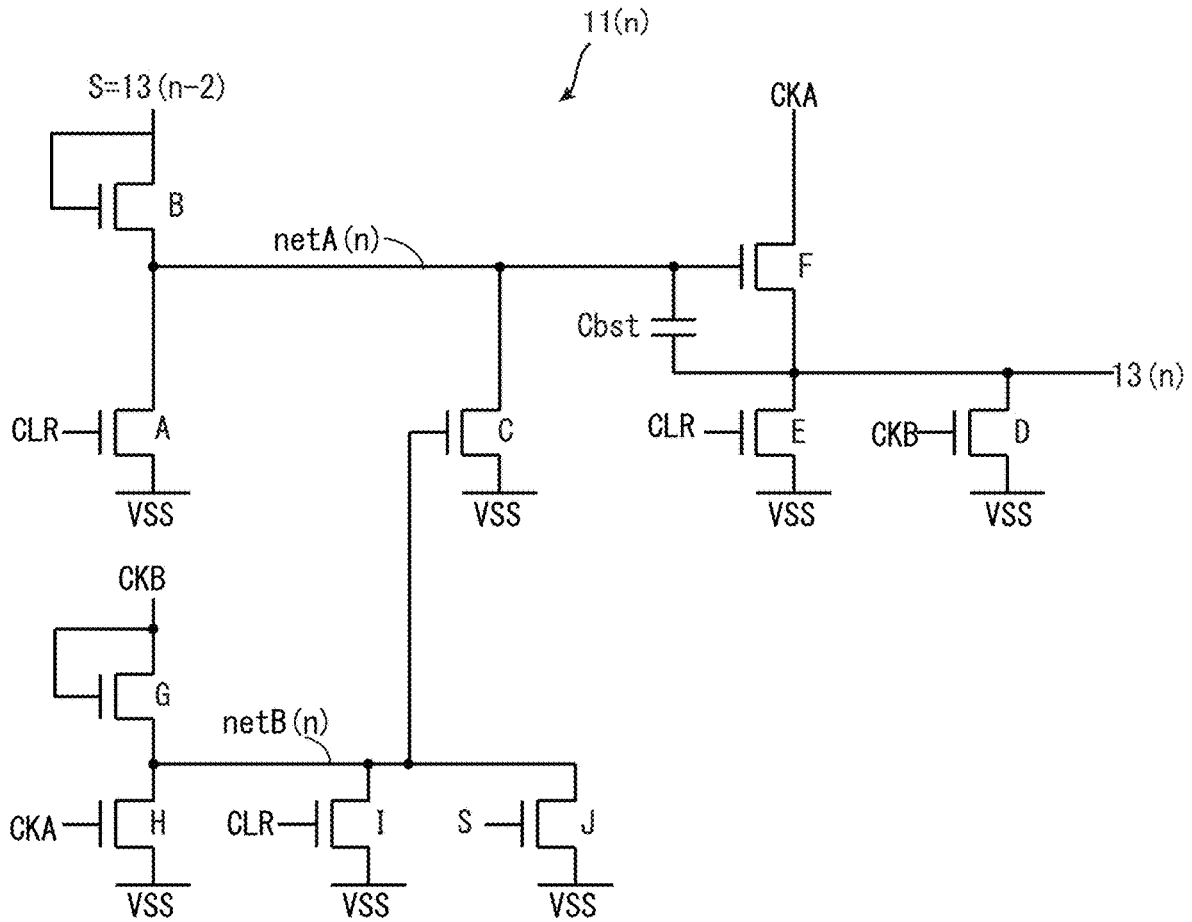 11(n)
S=13(n-2)
CKA
B
netA(n)
F
Cbst
13(n)
CLR
A
C
CLR
E
CKB
D
VSS
VSS
VSS
VSS
CKB
G
netB(n)
CKA
H
CLR
I
S
J
VSS
VSS
VSS